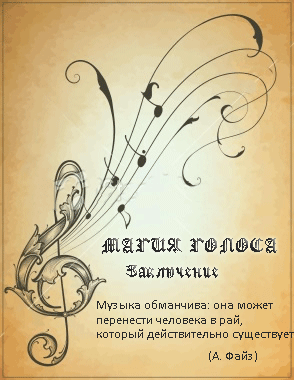 МАГИЯ ГОЛОСА
Заключение
Музыка обманчива: она может
перенести человека в рай,
который действительно существует
(А. Файз)